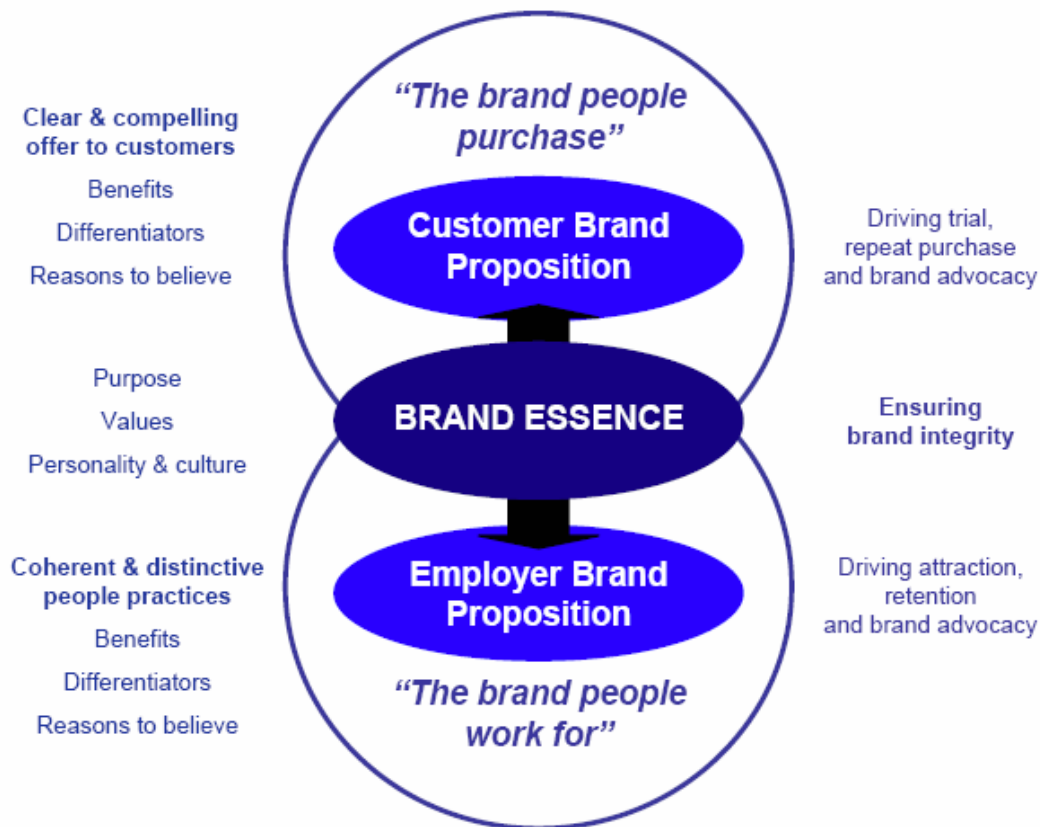 “The brand people
purchase”
Clear & compelling
offer to customers
Benefits
Differentiators
Reasons to believe
Customer Brand
Proposition
Driving trial,
repeat purchase
and brand advocacy
Purpose
Values
Personality & culture
BRAND ESSENCE
Ensuring
brand integrity
Coherent & distinctive
people practices
Benefits
Differentiators
Reasons to believe
Employer Brand
Proposition
Driving attraction,
retention
and brand advocacy
“The brand people
work for”